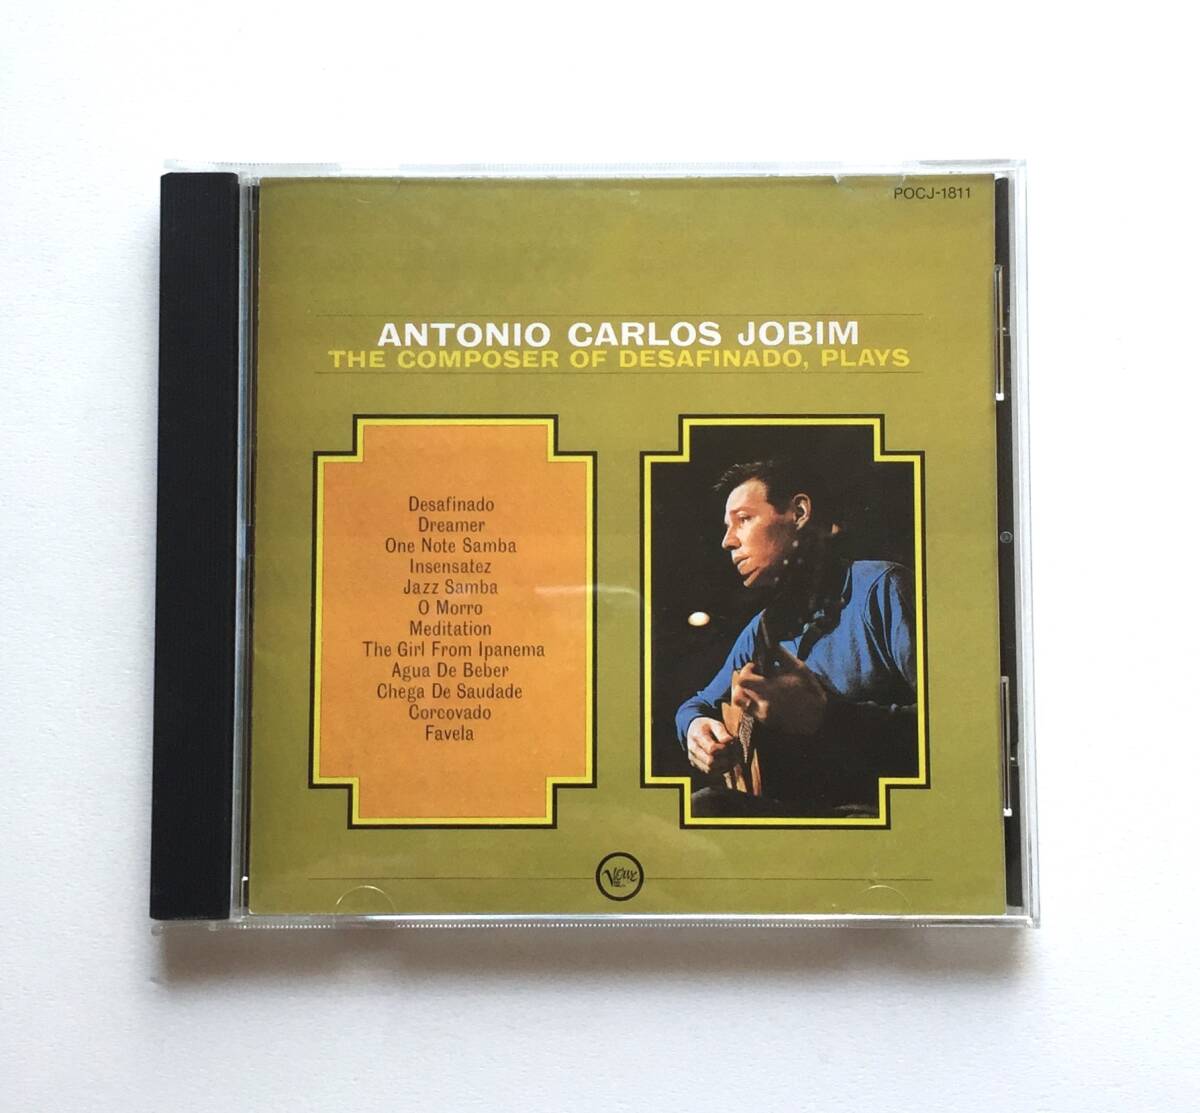 POCJ-1811
ANTONIO CARLOS JOBIM
THE COMPOSER OF DESAFINADO, PLAYS
Desafinado
Dreamer
One Note Samba
Insensatez
Jazz Samba
O Morro
Meditation
The Girl From Ipanema
Agua De Beber
Chega De Saudade
Corcovado
Favela
Verve